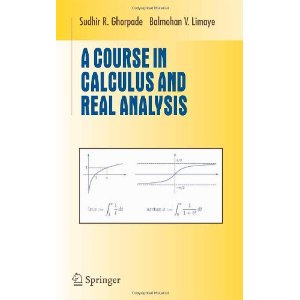 Sudhir R. Ghorpade Balmohan V. Limaye
A COURSE IN
CALCULUS AND
REAL ANALYSIS
Springer